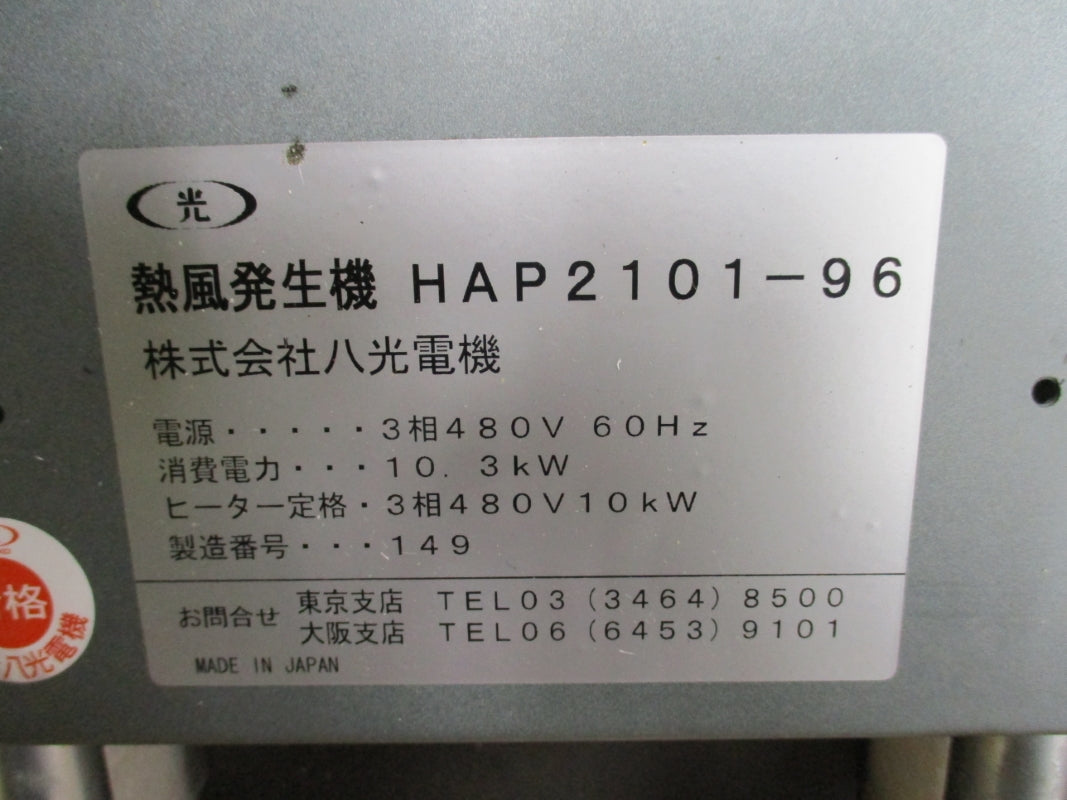 光
熱風発生機 HAP2101-96
株式会社八光電機
電源・・・・・3相480V 60Hz
消費電力・・・10.3kW
ヒーター定格・3相480V10kW
製造番号・・・149
お問合せ 東京支店 TEL03(3464)8500
大阪支店 TEL06(6453)9101
MADE IN JAPAN
格
八光電機